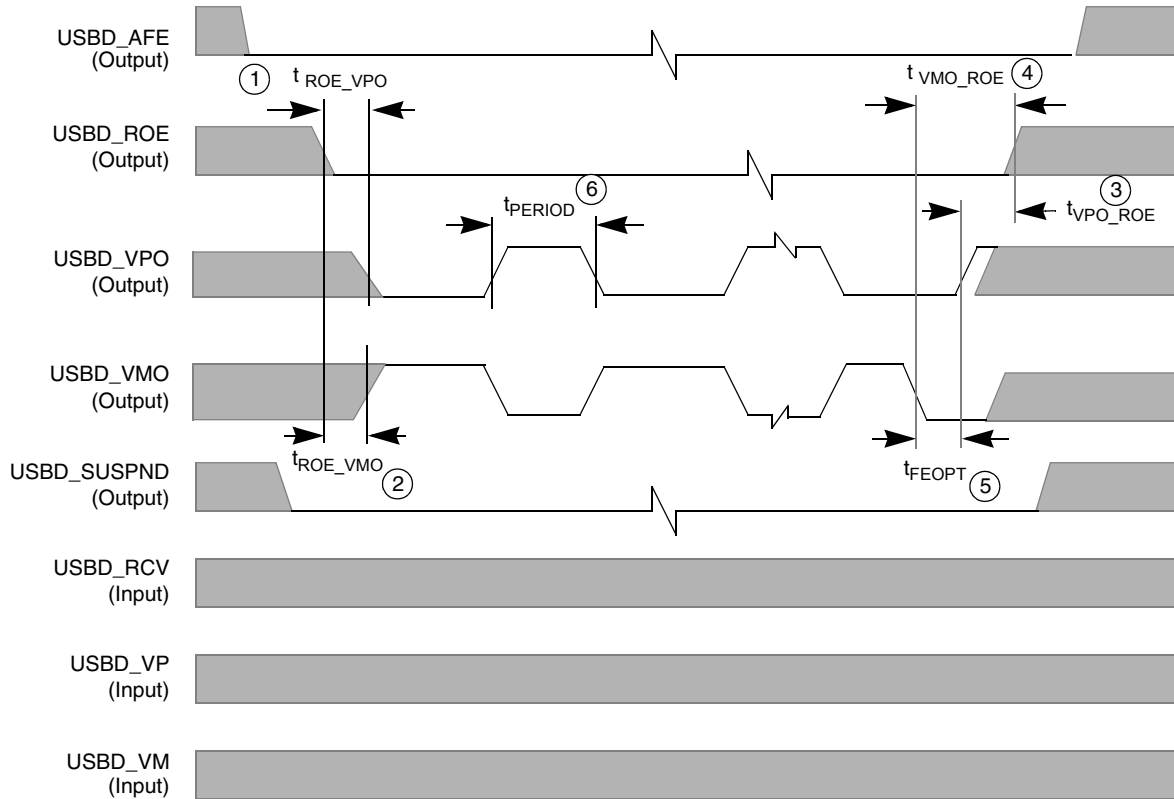 USBD_AFE
(Output)
1
t ROE_VPO
t VMO_ROE
4
USBD_ROE
(Output)
6
tPERIOD
3
tVPO_ROE
USBD_VPO
(Output)
USBD_VMO
(Output)
tROE_VMO
2
tFEOPT
5
USBD_SUSPND
(Output)
USBD_RCV
(Input)
USBD_VP
(Input)
USBD_VM
(Input)